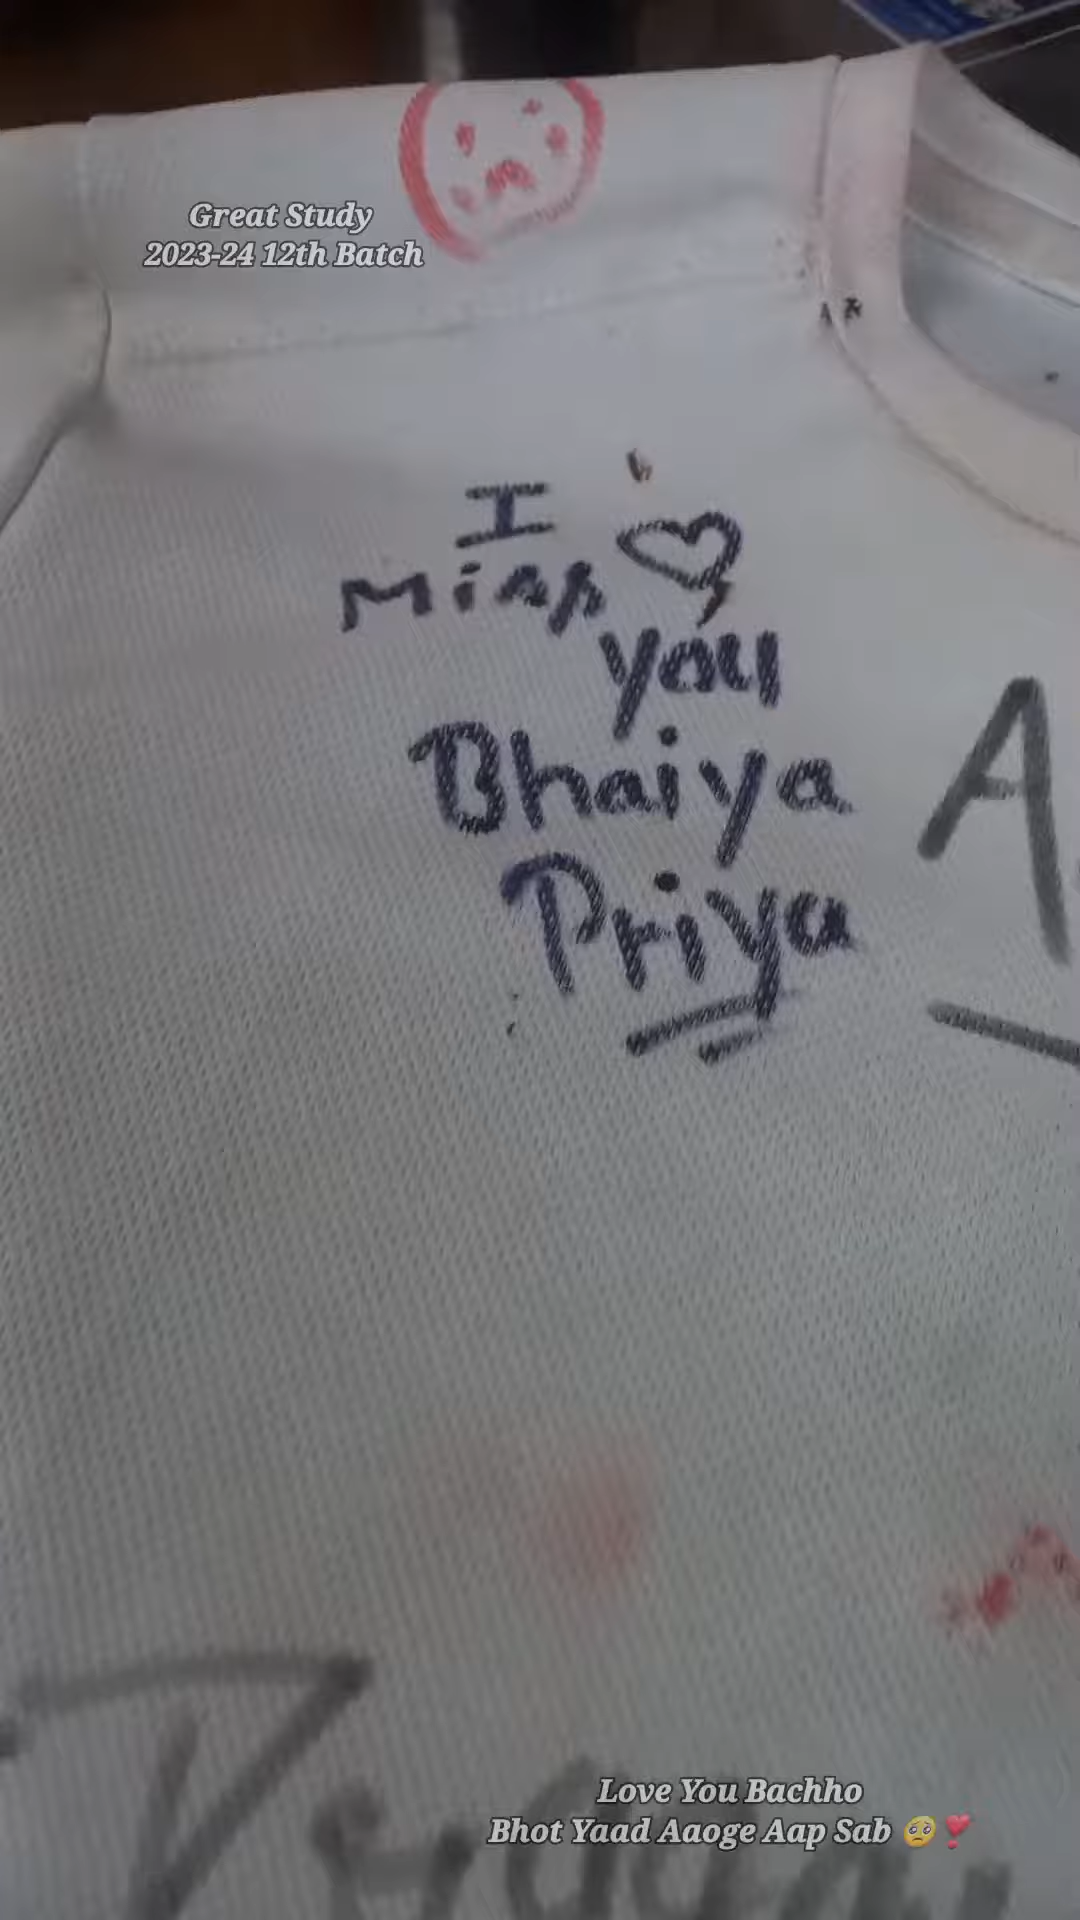 Great Study
2023-24 12th Batch
I
Miss
you
Bhaiya
Priya
Love You Bachho
Bhot Yaad Aaoge Aap Sab 🥺❣️